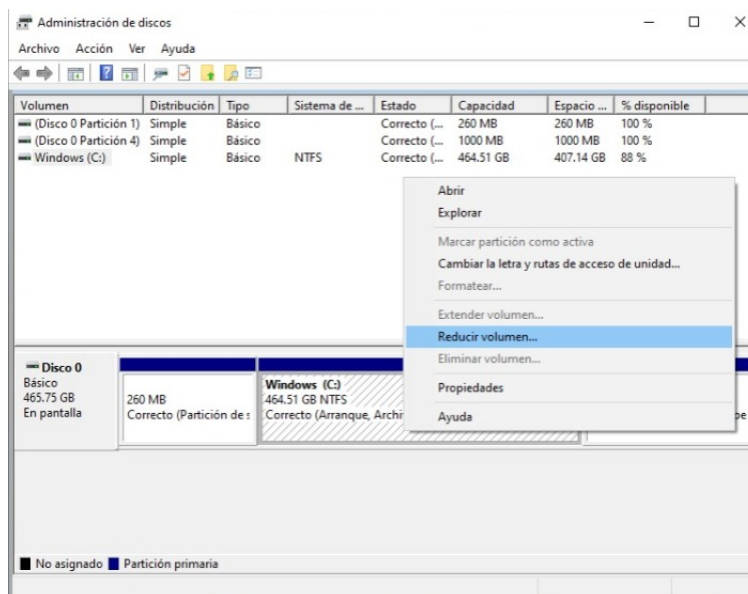 Administración de discos
Archivo Acción Ver Ayuda
Volumen Distribución Tipo Sistema de ... Estado Capacidad Espacio ... % disponible
(Disco 0 Partición 1) Simple Básico Correcto (... 260 MB 260 MB 100 %
(Disco 0 Partición 4) Simple Básico Correcto (... 1000 MB 1000 MB 100 %
Windows (C:) Simple Básico NTFS Correcto (... 464.51 GB 407.14 GB 88 %
Abrir
Explorar
Marcar partición como activa
Cambiar la letra y rutas de acceso de unidad...
Formatear...
Extender volumen...
Reducir volumen...
Eliminar volumen...
Propiedades
Ayuda
Disco 0
Básico
465.75 GB
En pantalla
260 MB
Correcto (Partición de s
Windows (C:)
464.51 GB NTFS
Correcto (Arranque, Archi
No asignado Partición primaria